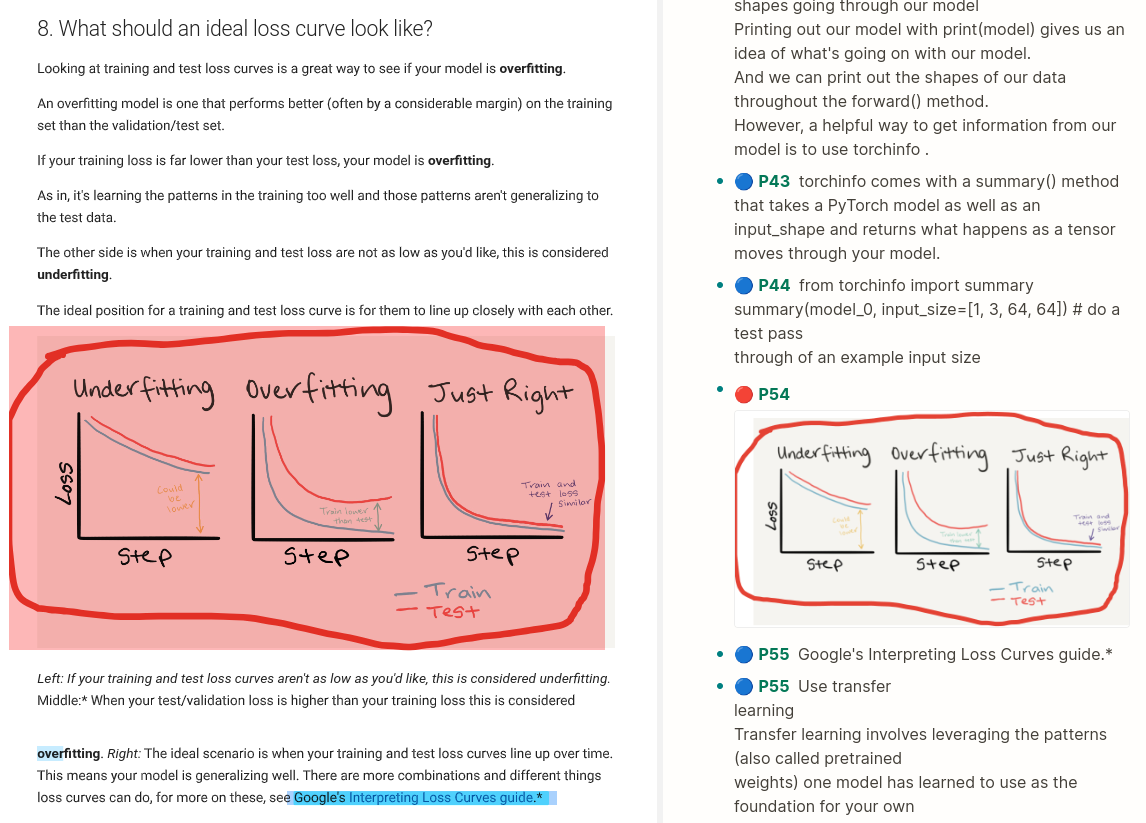 8. What should an ideal loss curve look like?
Looking at training and test loss curves is a great way to see if your model is overfitting.
An overfitting model is one that performs better (often by a considerable margin) on the training
set than the validation/test set.
If your training loss is far lower than your test loss, your model is overfitting.
As in, it's learning the patterns in the training too well and those patterns aren't generalizing to
the test data.
The other side is when your training and test loss are not as low as you'd like, this is considered
underfitting.
The ideal position for a training and test loss curve is for them to line up closely with each other.
Underfitting
Overfitting
Just Right
Loss
Could
be
lower
Train lower
than test
Train and
test loss
similar
Step
Step
Step
Train
Test
Left: If your training and test loss curves aren't as low as you'd like, this is considered underfitting.
Middle:* When your test/validation loss is higher than your training loss this is considered
overfitting. Right: The ideal scenario is when your training and test loss curves line up over time.
This means your model is generalizing well. There are more combinations and different things
loss curves can do, for more on these, see Google's Interpreting Loss Curves guide.*
shapes going through our model
Printing out our model with print(model) gives us an
idea of what's going on with our model.
And we can print out the shapes of our data
throughout the forward() method.
However, a helpful way to get information from our
model is to use torchinfo .
P43 torchinfo comes with a summary() method
that takes a PyTorch model as well as an
input_shape and returns what happens as a tensor
moves through your model.
P44 from torchinfo import summary
summary(model_0, input_size=[1, 3, 64, 64]) # do a
test pass
through of an example input size
P54
Underfitting
Overfitting
Just Right
Loss
Could
be
lower
Train lower
than test
Train and
test loss
similar
Step
Step
Step
Train
Test
P55 Google's Interpreting Loss Curves guide.*
P55 Use transfer
learning
Transfer learning involves leveraging the patterns
(also called pretrained
weights) one model has learned to use as the
foundation for your own